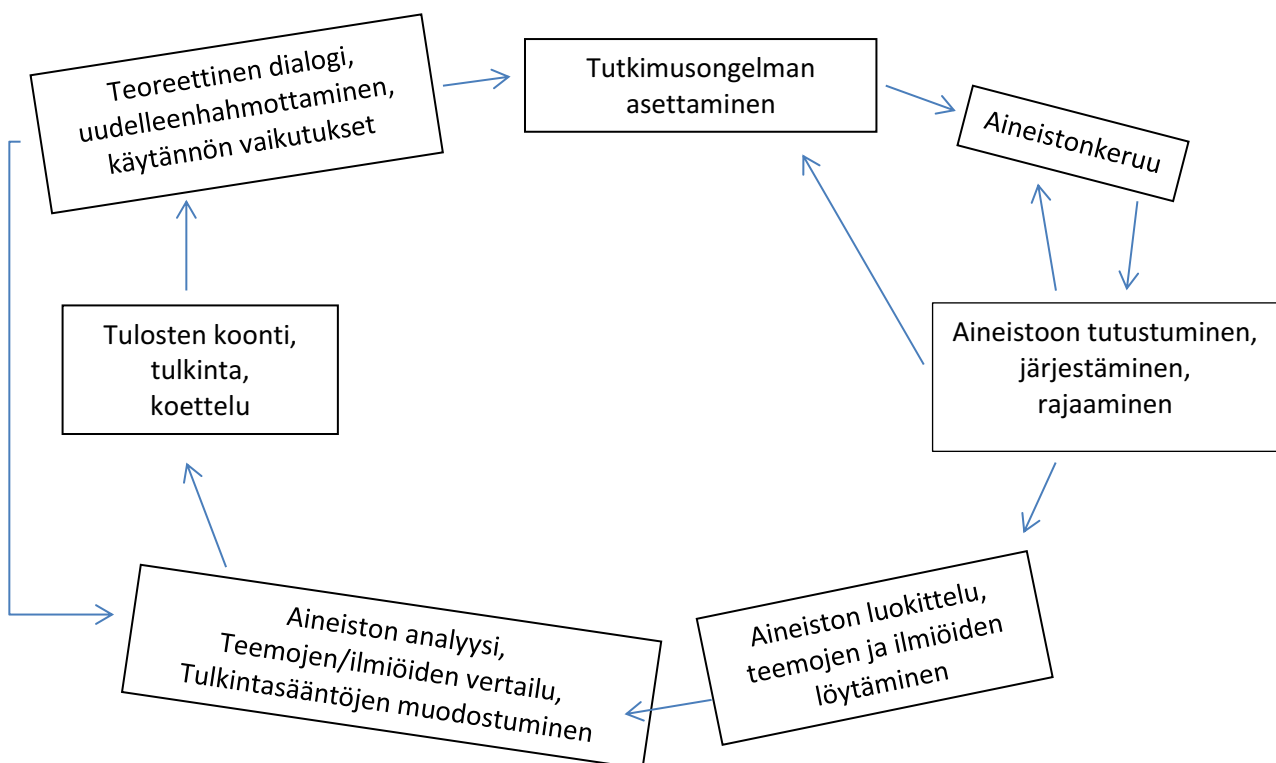 Teoreettinen dialogi,
uudelleenhahmottaminen,
käytännön vaikutukset
Tutkimusongelman
asettaminen
Aineistonkeruu
Tulosten koonti,
tulkinta,
koettelu
Aineistoon tutustuminen,
järjestäminen,
rajaaminen
Aineiston analyysi,
Teemojen/ilmiöiden vertailu,
Tulkintasääntöjen muodostuminen
Aineiston luokittelu,
teemojen ja ilmiöiden
löytäminen